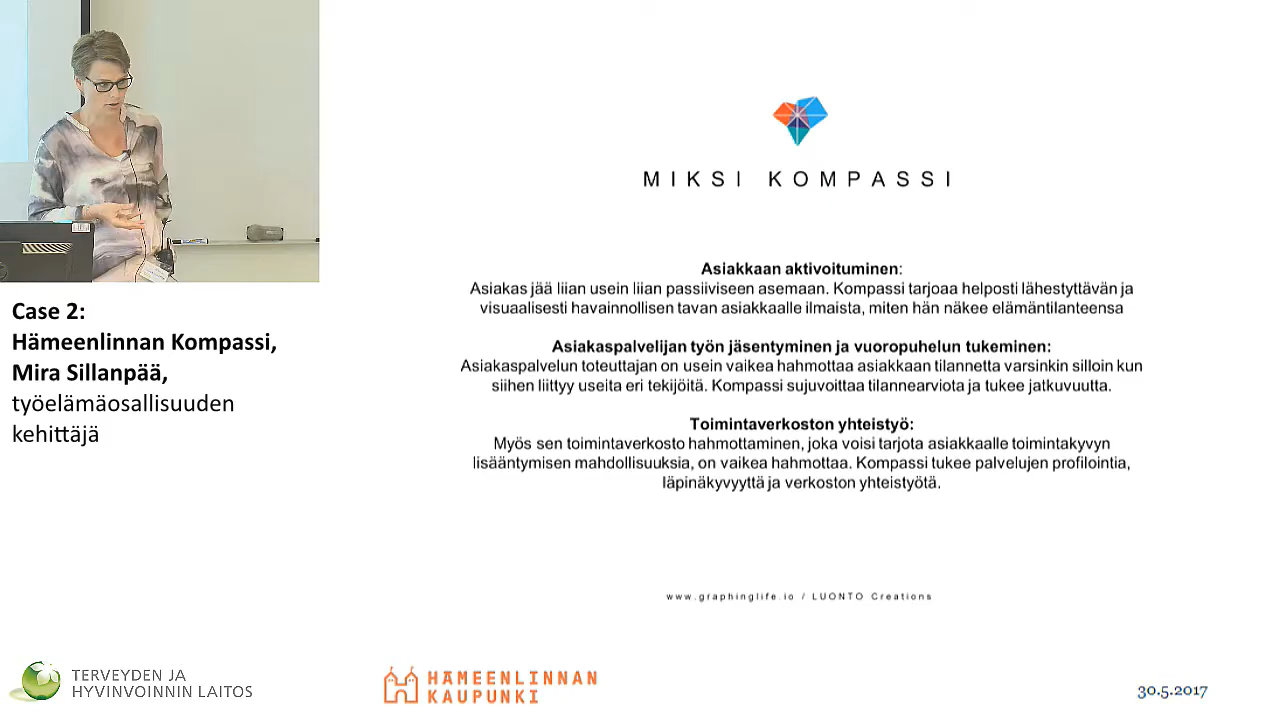 MIKSI KOMPASSI
Asiakkaan aktivoituminen:
Asiakas jää liian usein liian passiiviseen asemaan. Kompassi tarjoaa helposti lähestyttävän ja
visuaalisesti havainnollisen tavan asiakkaalle ilmaista, miten hän näkee elämäntilanteensa
Asiakaspalvelijan työn jäsentyminen ja vuoropuhelun tukeminen:
Asiakaspalvelun toteuttajan on usein vaikea hahmottaa asiakkaan tilannetta varsinkin silloin kun
siihen liittyy useita eri tekijöitä. Kompassi sujuvoittaa tilannearviota ja tukee jatkuvuutta.
Toimintaverkoston yhteistyö:
Myös sen toimintaverkosto hahmottaminen, joka voisi tarjota asiakkaalle toimintakyvyn
lisääntymisen mahdollisuuksia, on vaikea hahmottaa. Kompassi tukee palvelujen profilointia,
läpinäkyvyyttä ja verkoston yhteistyötä.
www.graphinglife.io / LUONTO Creations
Case 2:
Hämeenlinnan Kompassi,
Mira Sillanpää,
työelämäosallisuuden
kehittäjä
TERVEYDEN JA
HYVINVOINNIN LAITOS
HÄMEENLINNAN
KAUPUNKI
30.5.2017